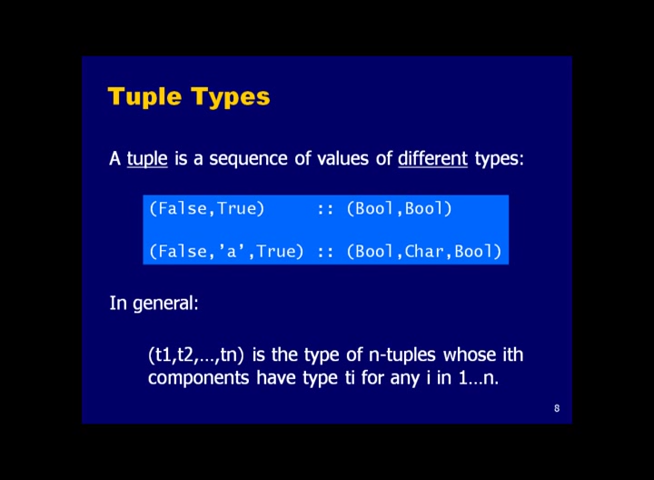 Tuple Types
A tuple is a sequence of values of different types:
(False,True) :: (Bool,Bool)
(False,’a’,True) :: (Bool,Char,Bool)
In general:
(t1,t2,…,tn) is the type of n-tuples whose ith
components have type ti for any i in 1…n.
8